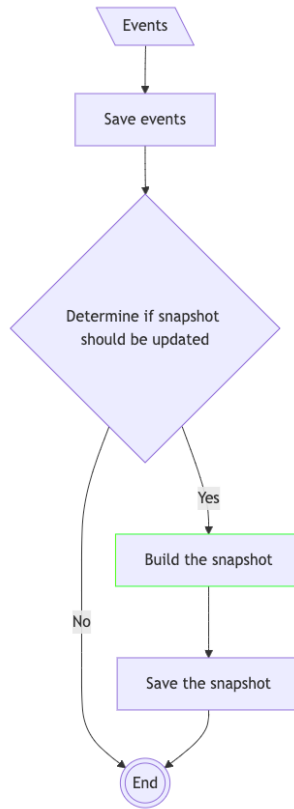 Events
Save events
Determine if snapshot
should be updated
Yes
Build the snapshot
No
Save the snapshot
End